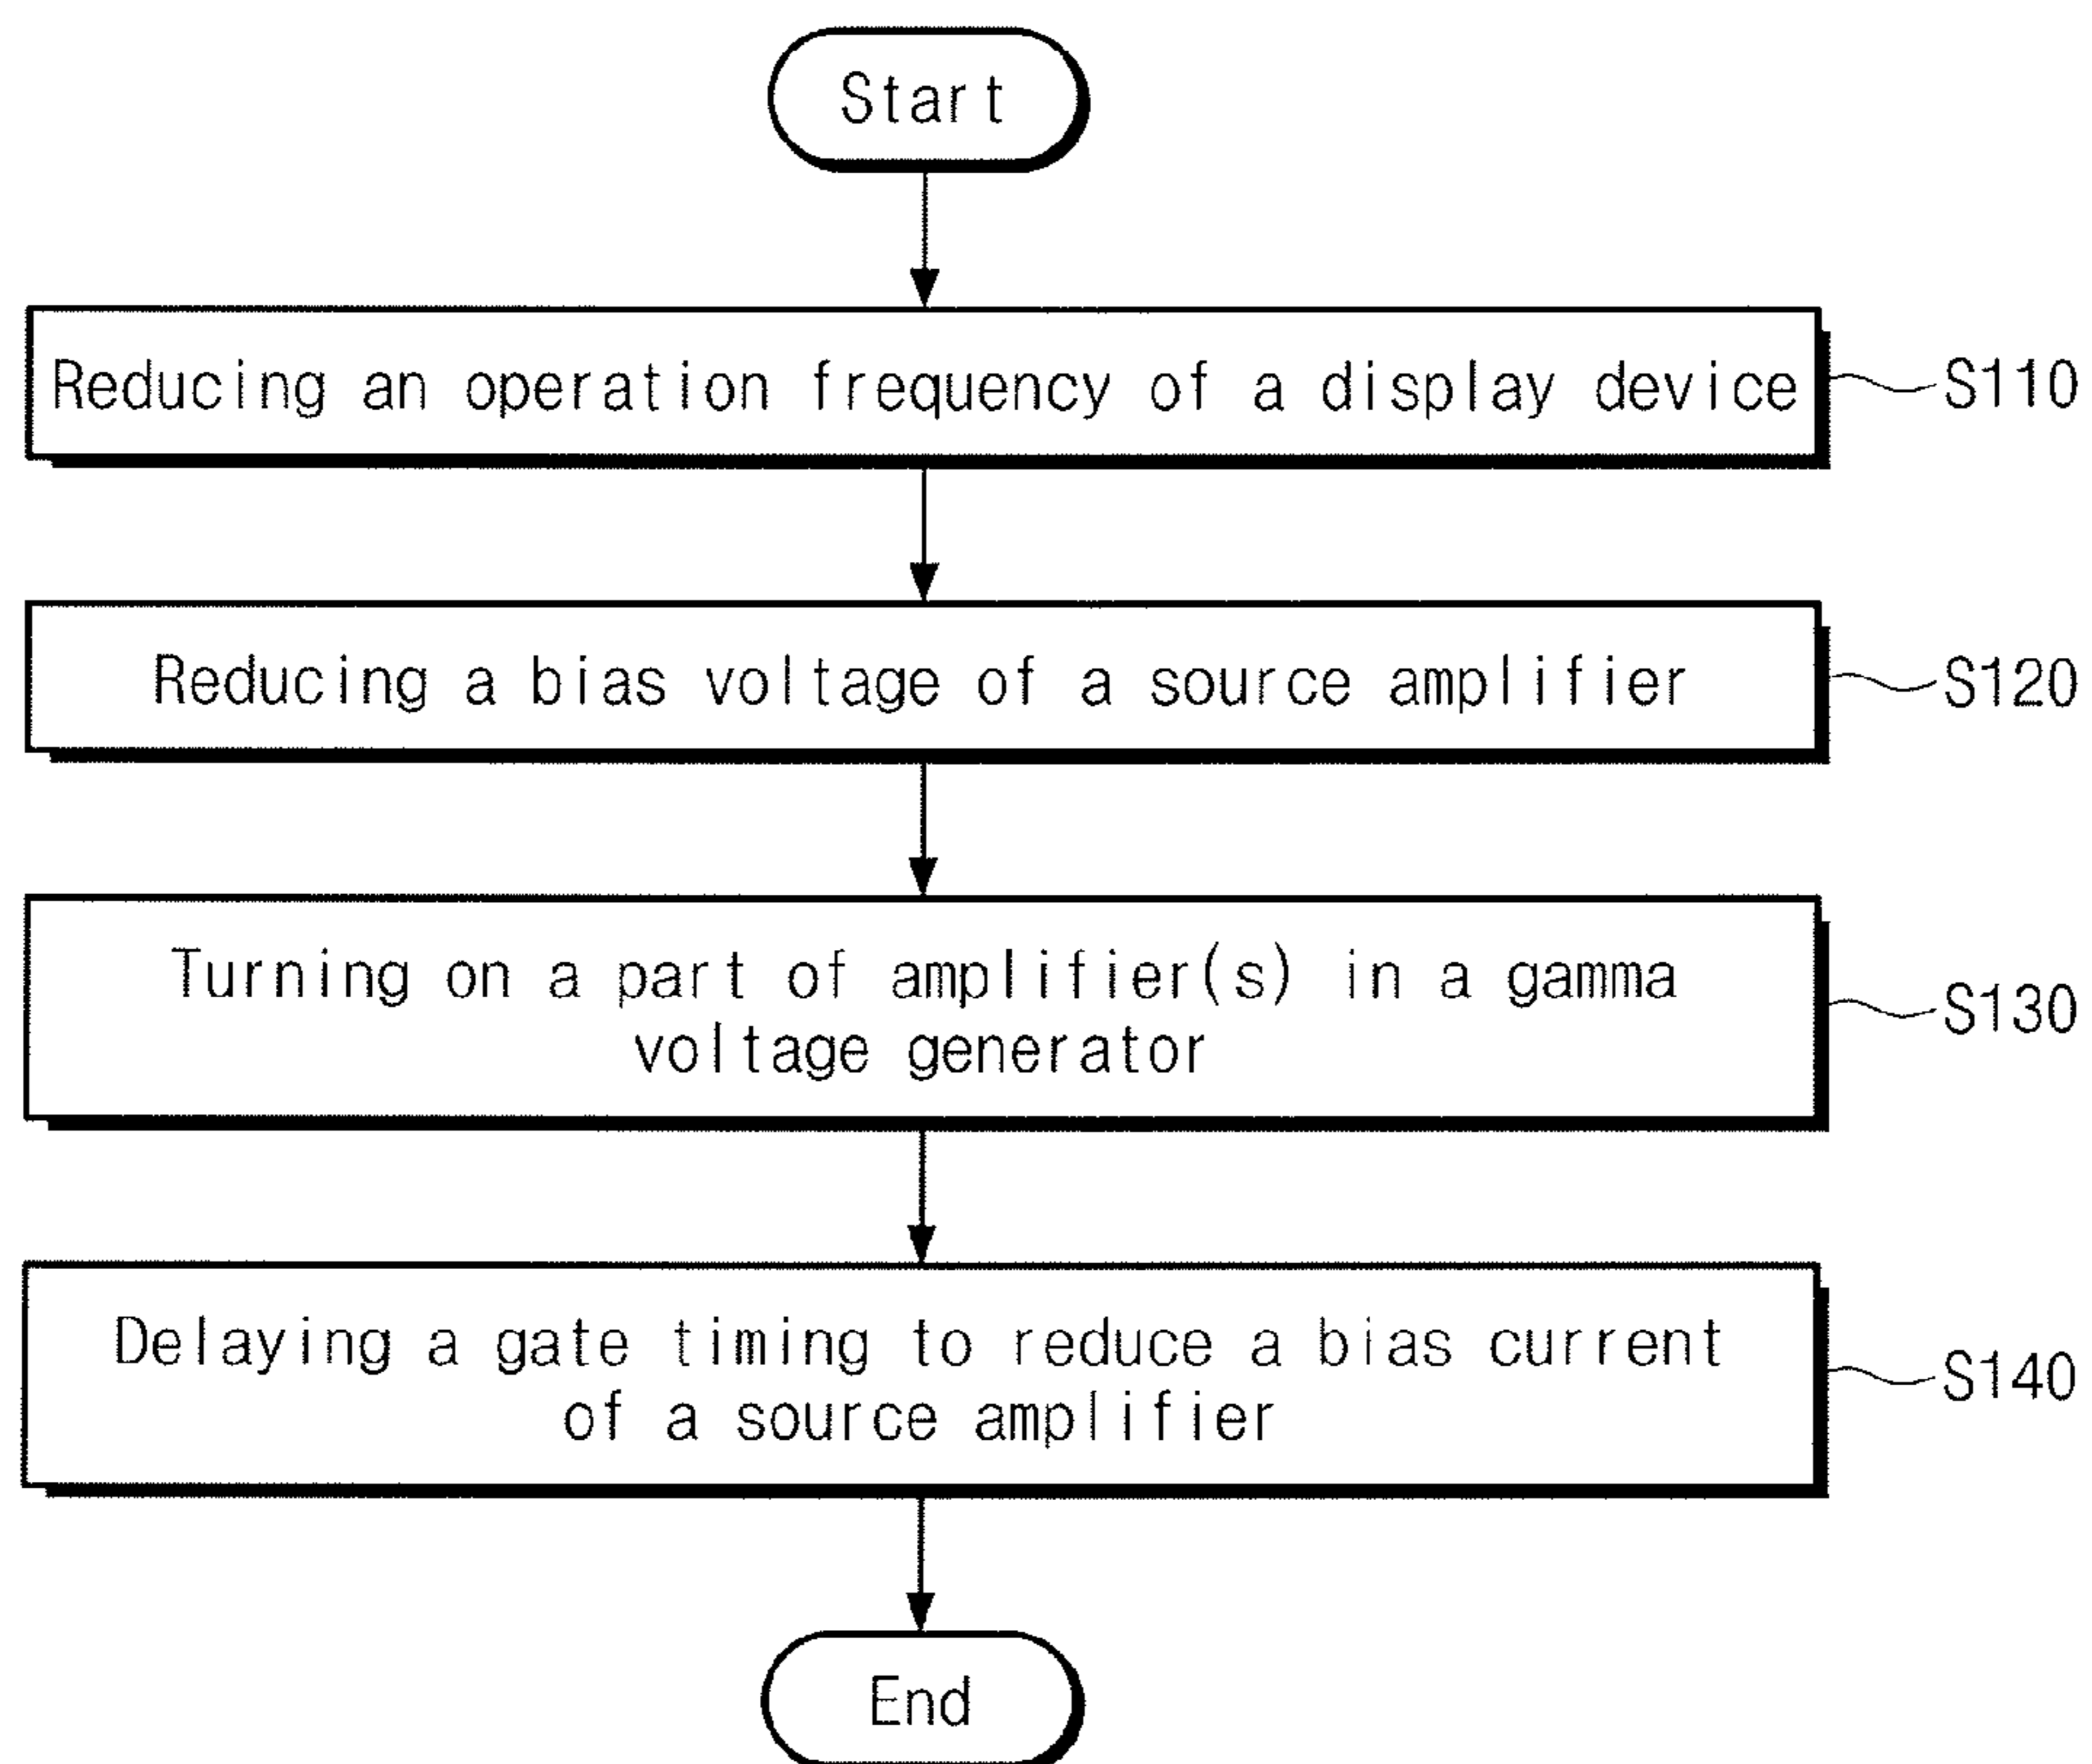 Start
Reducing an operation frequency of a display device
S110
Reducing a bias voltage of a source amplifier
S120
Turning on a part of amplifier(s) in a gamma
voltage generator
S130
Delaying a gate timing to reduce a bias current
of a source amplifier
S140
End